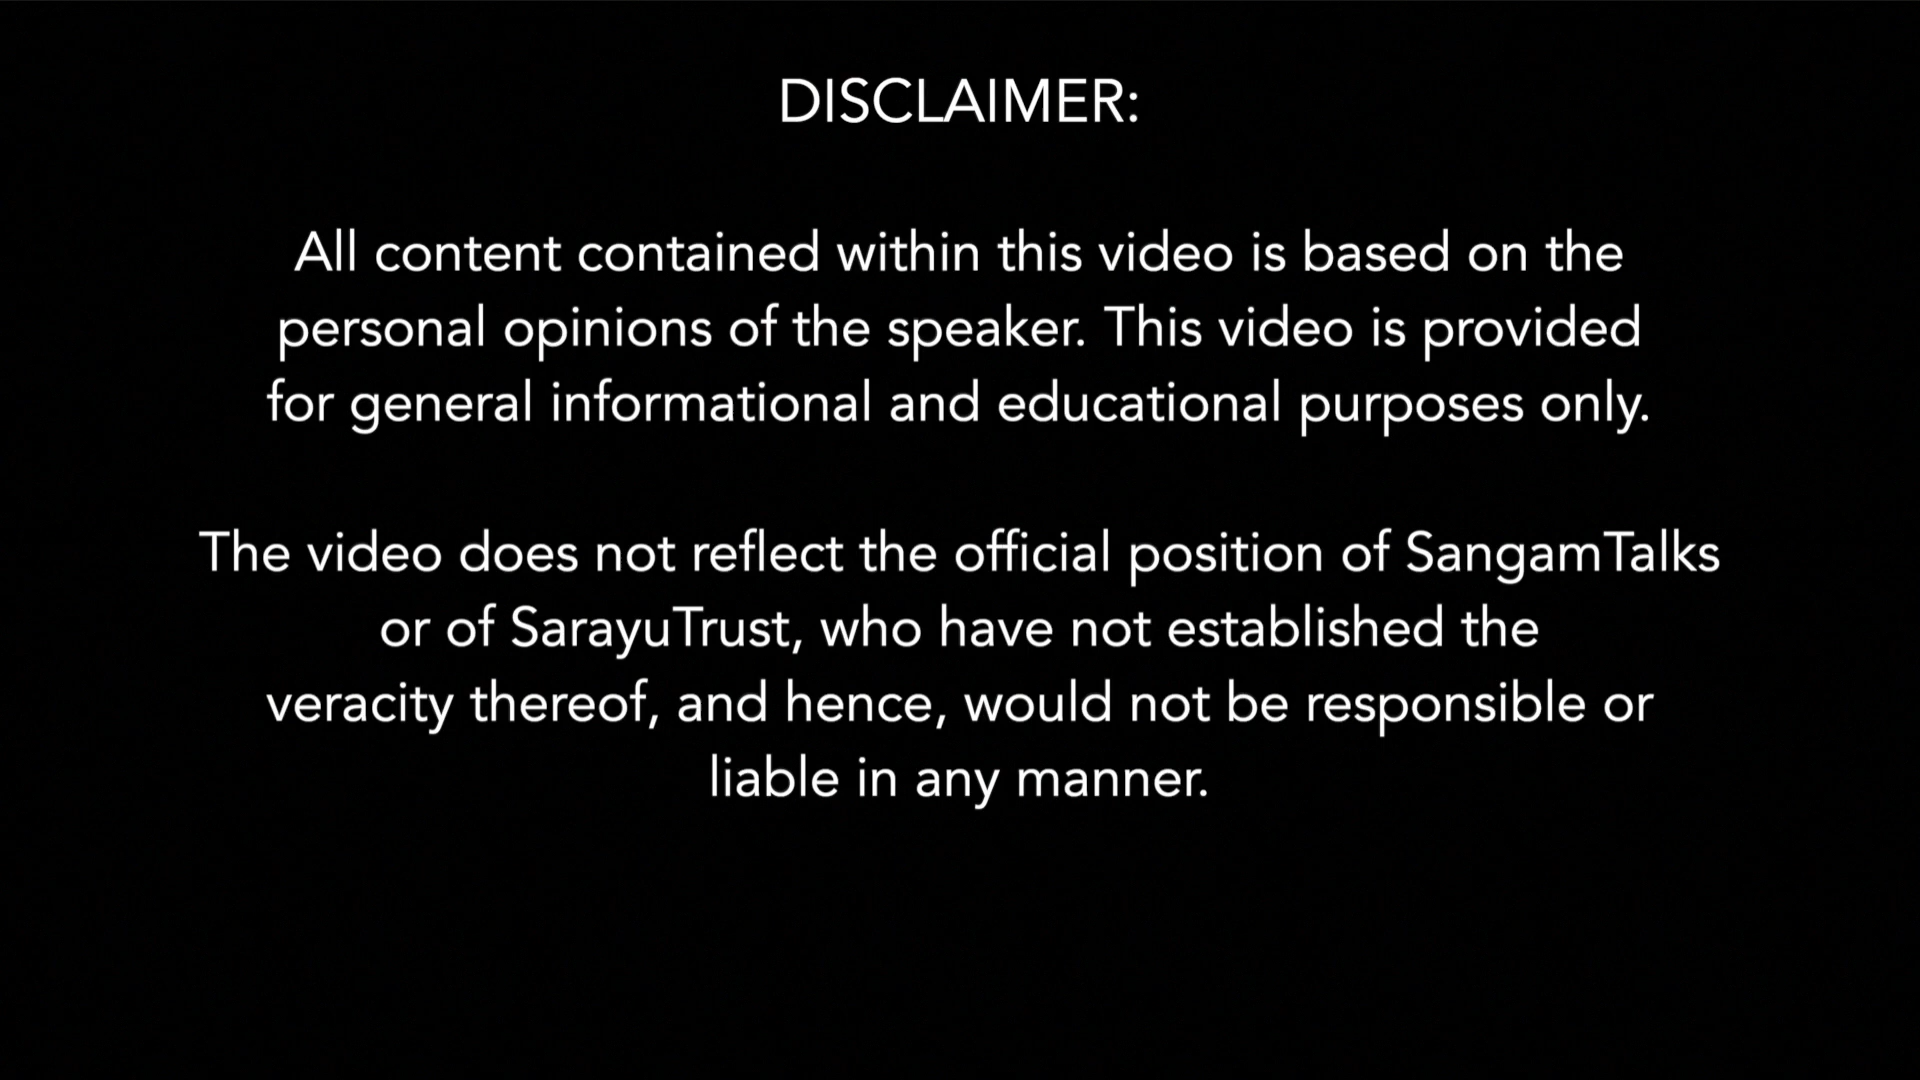 DISCLAIMER:
All content contained within this video is based on the
personal opinions of the speaker. This video is provided
for general informational and educational purposes only.
The video does not reflect the official position of SangamTalks
or of SarayuTrust, who have not established the
veracity thereof, and hence, would not be responsible or
liable in any manner.